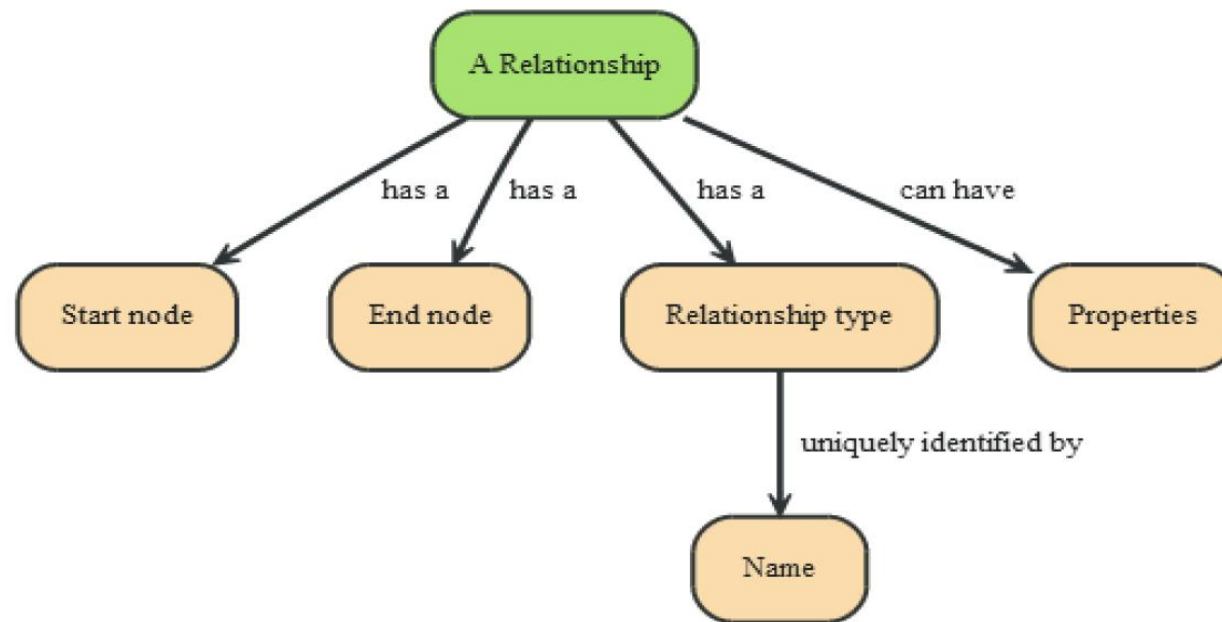 A Relationship
has a
has a
has a
can have
Start node
End node
Relationship type
Properties
uniquely identified by
Name